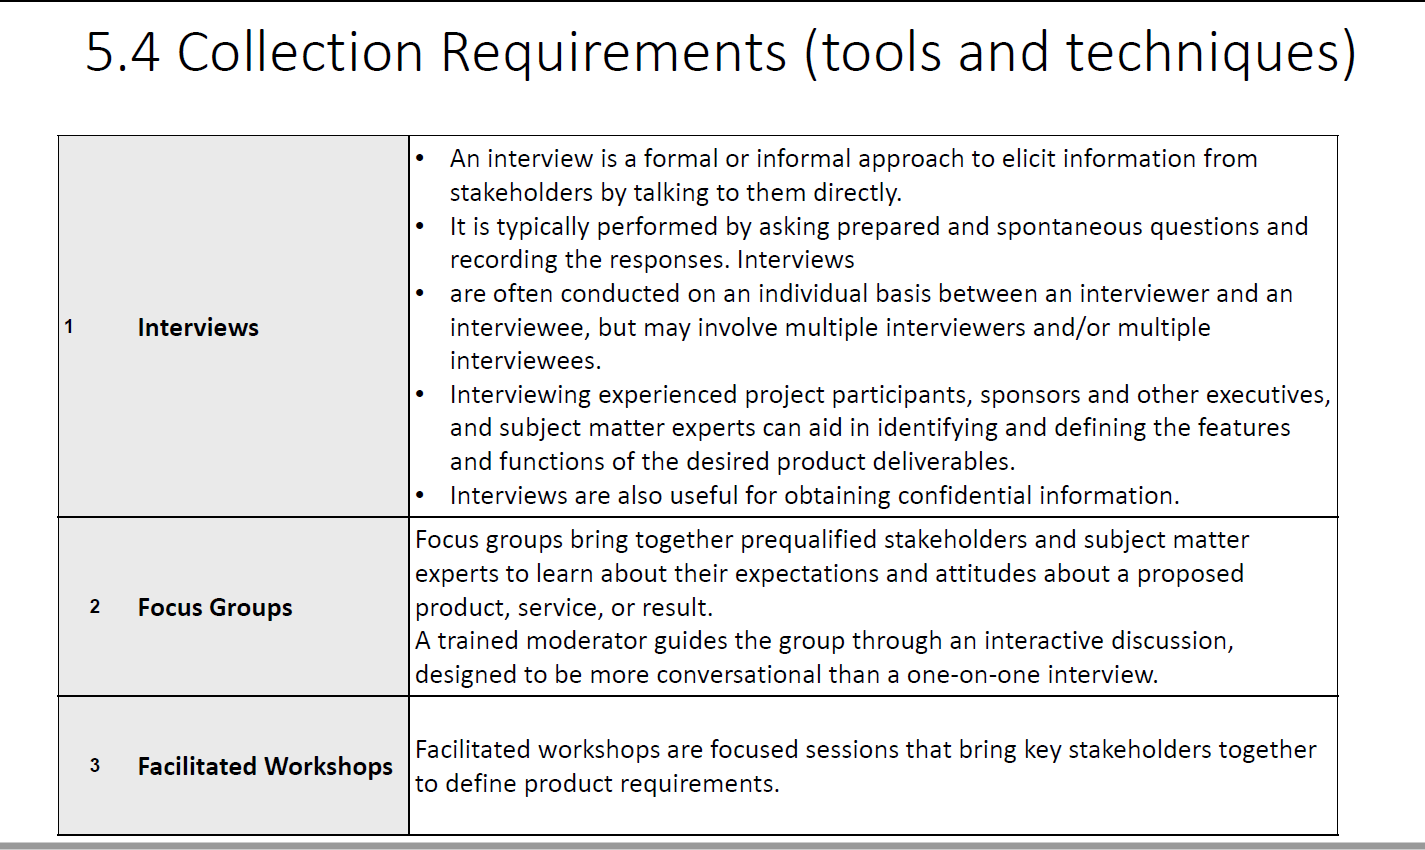 5.4 Collection Requirements (tools and techniques)
1 Interviews
• An interview is a formal or informal approach to elicit information from
stakeholders by talking to them directly.
• It is typically performed by asking prepared and spontaneous questions and
recording the responses. Interviews
• are often conducted on an individual basis between an interviewer and an
interviewee, but may involve multiple interviewers and/or multiple
interviewees.
• Interviewing experienced project participants, sponsors and other executives,
and subject matter experts can aid in identifying and defining the features
and functions of the desired product deliverables.
• Interviews are also useful for obtaining confidential information.
2 Focus Groups
Focus groups bring together prequalified stakeholders and subject matter
experts to learn about their expectations and attitudes about a proposed
product, service, or result.
A trained moderator guides the group through an interactive discussion,
designed to be more conversational than a one-on-one interview.
3 Facilitated Workshops
Facilitated workshops are focused sessions that bring key stakeholders together
to define product requirements.